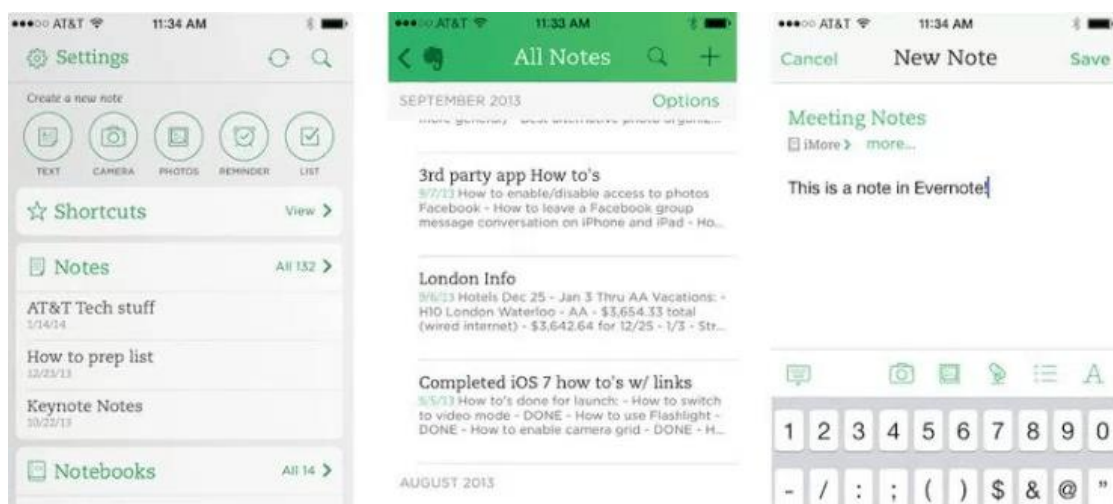 AT&T 11:34 AM
Settings
Create a new note
TEXT CAMERA PHOTOS REMINDER LIST
Shortcuts View >
Notes All 132 >
AT&T Tech stuff
1/14/14
How to prep list
12/23/13
Keynote Notes
10/22/13
Notebooks All 14 >
AT&T 11:33 AM
All Notes
SEPTEMBER 2013 Options
more general) - Best alternative photo organiz...
3rd party app How to's
9/7/13 How to enable/disable access to photos
Facebook - How to leave a Facebook group
message conversation on iPhone and iPad - Ho...
London Info
9/6/13 Hotels Dec 25 - Jan 3 Thru AA Vacations: -
H10 London Waterloo - AA - $3,654.33 total
(wired internet) - $3,642.64 for 12/25 - 1/3 - Str...
Completed iOS 7 how to's w/ links
9/5/13 How to's done for launch: - How to switch
to video mode - DONE - How to use Flashlight -
DONE - How to enable camera grid - DONE - H...
AUGUST 2013
AT&T 11:34 AM
Cancel New Note Save
Meeting Notes
iMore > more...
This is a note in Evernote!
A
1 2 3 4 5 6 7 8 9 0
- / : ; ( ) $ & @ "